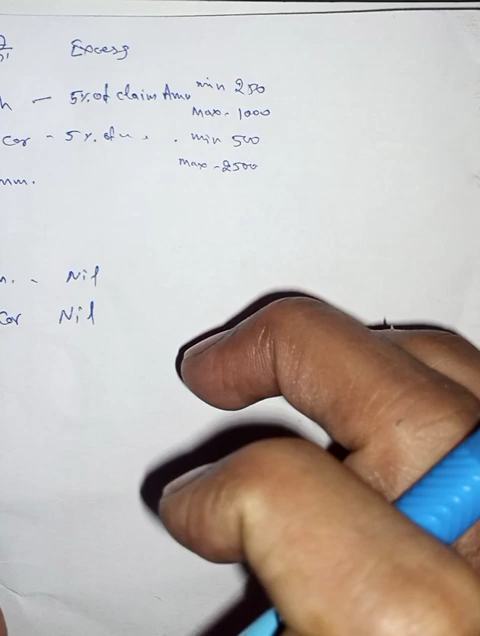 Excess
h - 5% of claim Amu min 250
Max - 1000
Car - 5% of u . . min 500
Max - 2500
mm.
n. - Nil
Car Nil